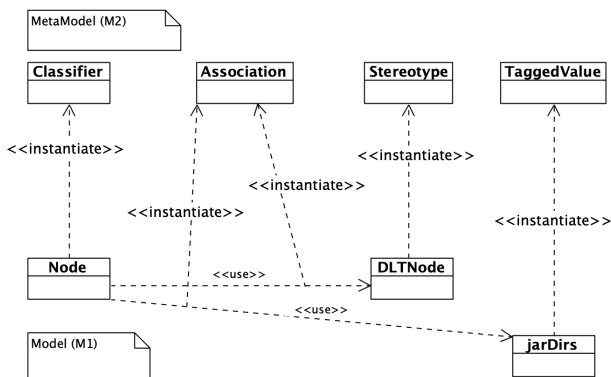 MetaModel (M2)
Classifier Association Stereotype TaggedValue
<<instantiate>>
<<instantiate>>
<<instantiate>>
<<instantiate>>
<<instantiate>>
Node <<use>> DLTNode
<<use>>
Model (M1)
jarDirs